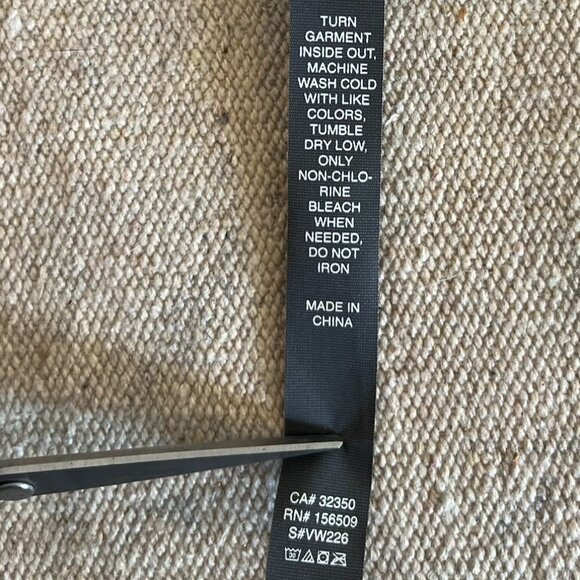 TURN
GARMENT
INSIDE OUT,
MACHINE
WASH COLD
WITH LIKE
COLORS,
TUMBLE
DRY LOW,
ONLY
NON-CHLO-
RINE
BLEACH
WHEN
NEEDED,
DO NOT
IRON
MADE IN
CHINA
CA# 32350
RN# 156509
S#VW226